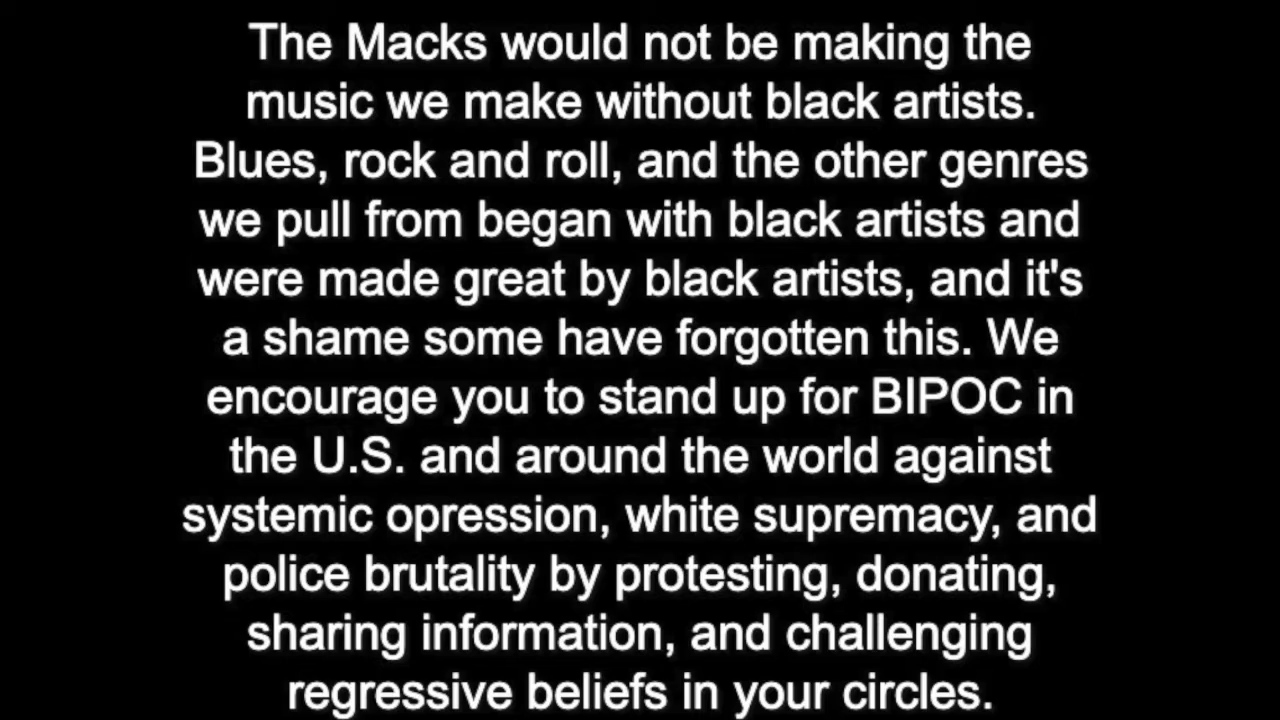 The Macks would not be making the
music we make without black artists.
Blues, rock and roll, and the other genres
we pull from began with black artists and
were made great by black artists, and it's
a shame some have forgotten this. We
encourage you to stand up for BIPOC in
the U.S. and around the world against
systemic opression, white supremacy, and
police brutality by protesting, donating,
sharing information, and challenging
regressive beliefs in your circles.